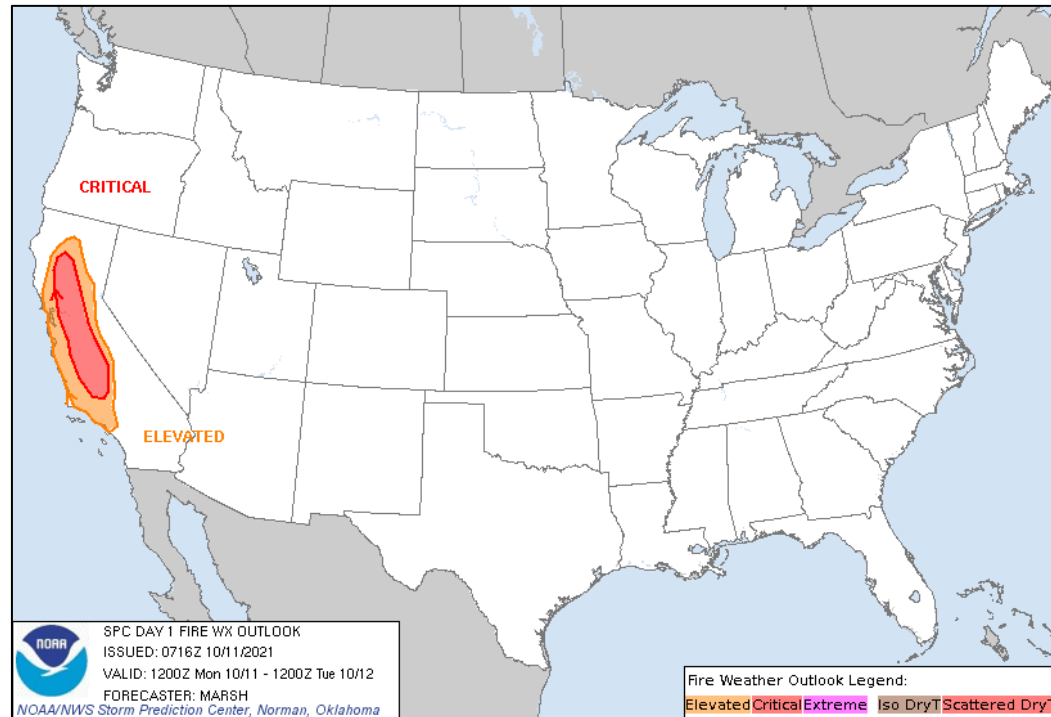 CRITICAL
ELEVATED
NOAA
SPC DAY 1 FIRE WX OUTLOOK
ISSUED: 0716Z 10/11/2021
VALID: 1200Z Mon 10/11 - 1200Z Tue 10/12
FORECASTER: MARSH
NOAA/NWS Storm Prediction Center, Norman, Oklahoma
Fire Weather Outlook Legend:
Elevated Critical Extreme Iso DryT Scattered DryT